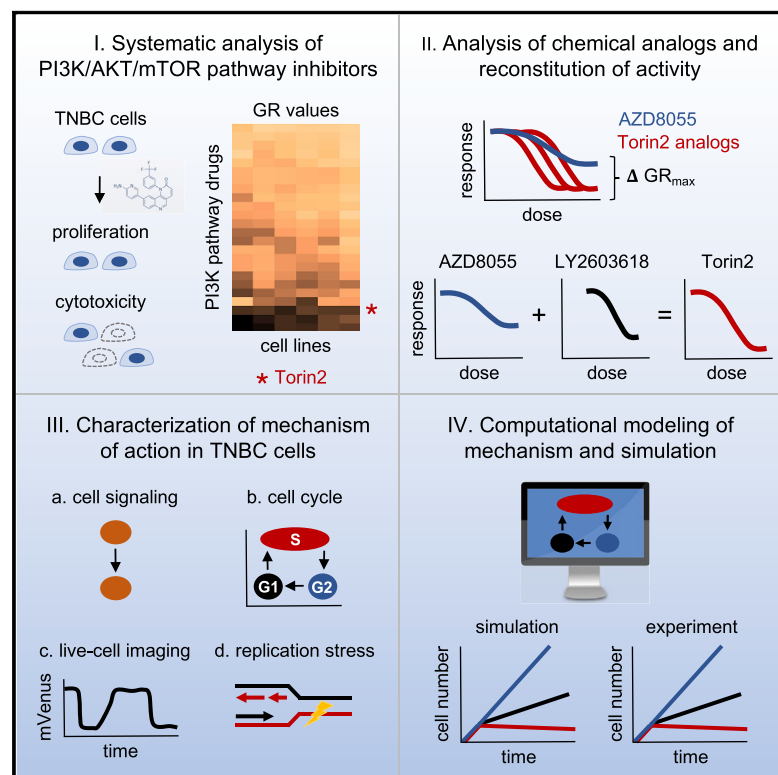 I. Systematic analysis of
PI3K/AKT/mTOR pathway inhibitors
TNBC cells
proliferation
cytotoxicity
GR values
PI3K pathway drugs
*
cell lines
* Torin2
II. Analysis of chemical analogs and
reconstitution of activity
AZD8055
Torin2 analogs
response
Δ GRmax
dose
AZD8055
LY2603618
Torin2
response
+
=
dose
dose
dose
III. Characterization of mechanism
of action in TNBC cells
a. cell signaling
b. cell cycle
S
G1
G2
c. live-cell imaging
d. replication stress
mVenus
time
IV. Computational modeling of
mechanism and simulation
simulation
experiment
cell number
cell number
time
time